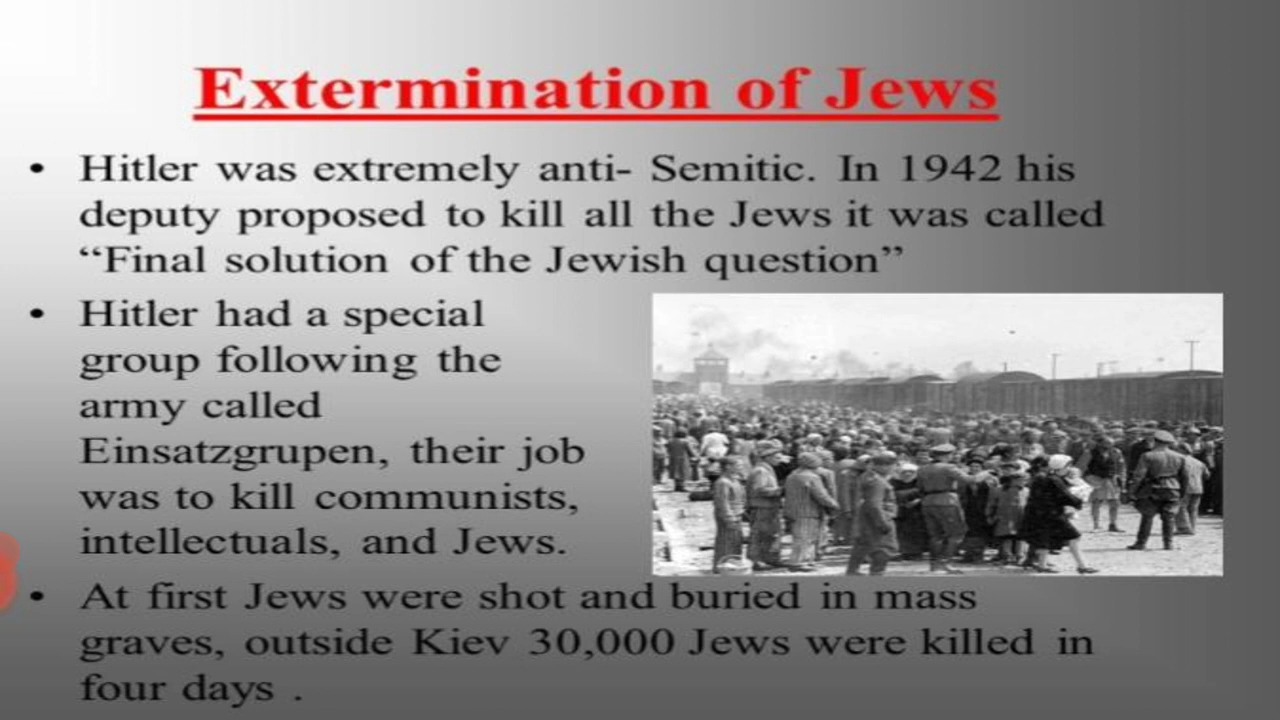 Extermination of Jews
• Hitler was extremely anti- Semitic. In 1942 his
deputy proposed to kill all the Jews it was called
“Final solution of the Jewish question”
• Hitler had a special
group following the
army called
Einsatzgrupen, their job
was to kill communists,
intellectuals, and Jews.
• At first Jews were shot and buried in mass
graves, outside Kiev 30,000 Jews were killed in
four days .